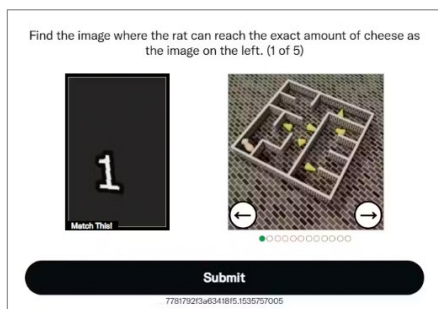 Find the image where the rat can reach the exact amount of cheese as
the image on the left. (1 of 5)
1
Match This!
Submit
7781792f3a63418f5.1535757005